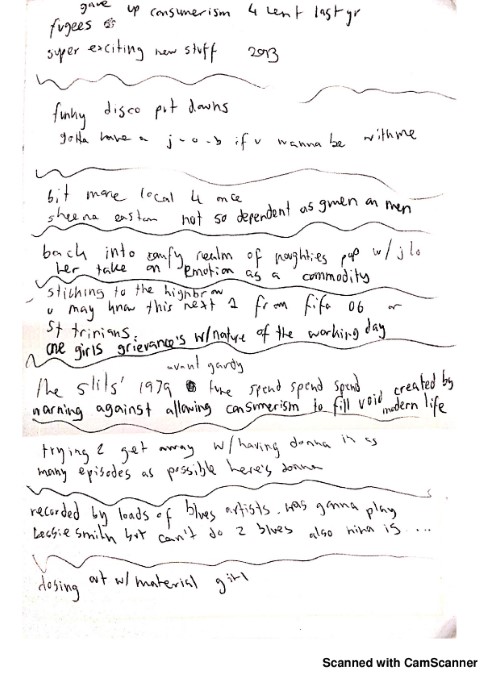 gave up consumerism 4 lent last yr
fugees
super exciting new stuff 2013
funky disco put downs
gotta have a j-o-b if u wanna be with me
bit more local 4 once
sheena easton not so dependent as gwen on men
back into comfy realm of noughties pop w/ j lo
her take on emotion as a commodity
stitching to the highbrow
u may know this next 1 from fifa 06 or
st trinians.
one girls grievance's w/nature of the working day
avant gardy
The slits' 1979 tune spend spend spend created by
warning against allowing consumerism to fill void modern life
trying 2 get away w/having donna in as
many episodes as possible here's donna
recorded by loads of blues artists. was gonna play
bessie smith but can't do 2 blues also nina is ...
closing out w/ material girl
Scanned with CamScanner